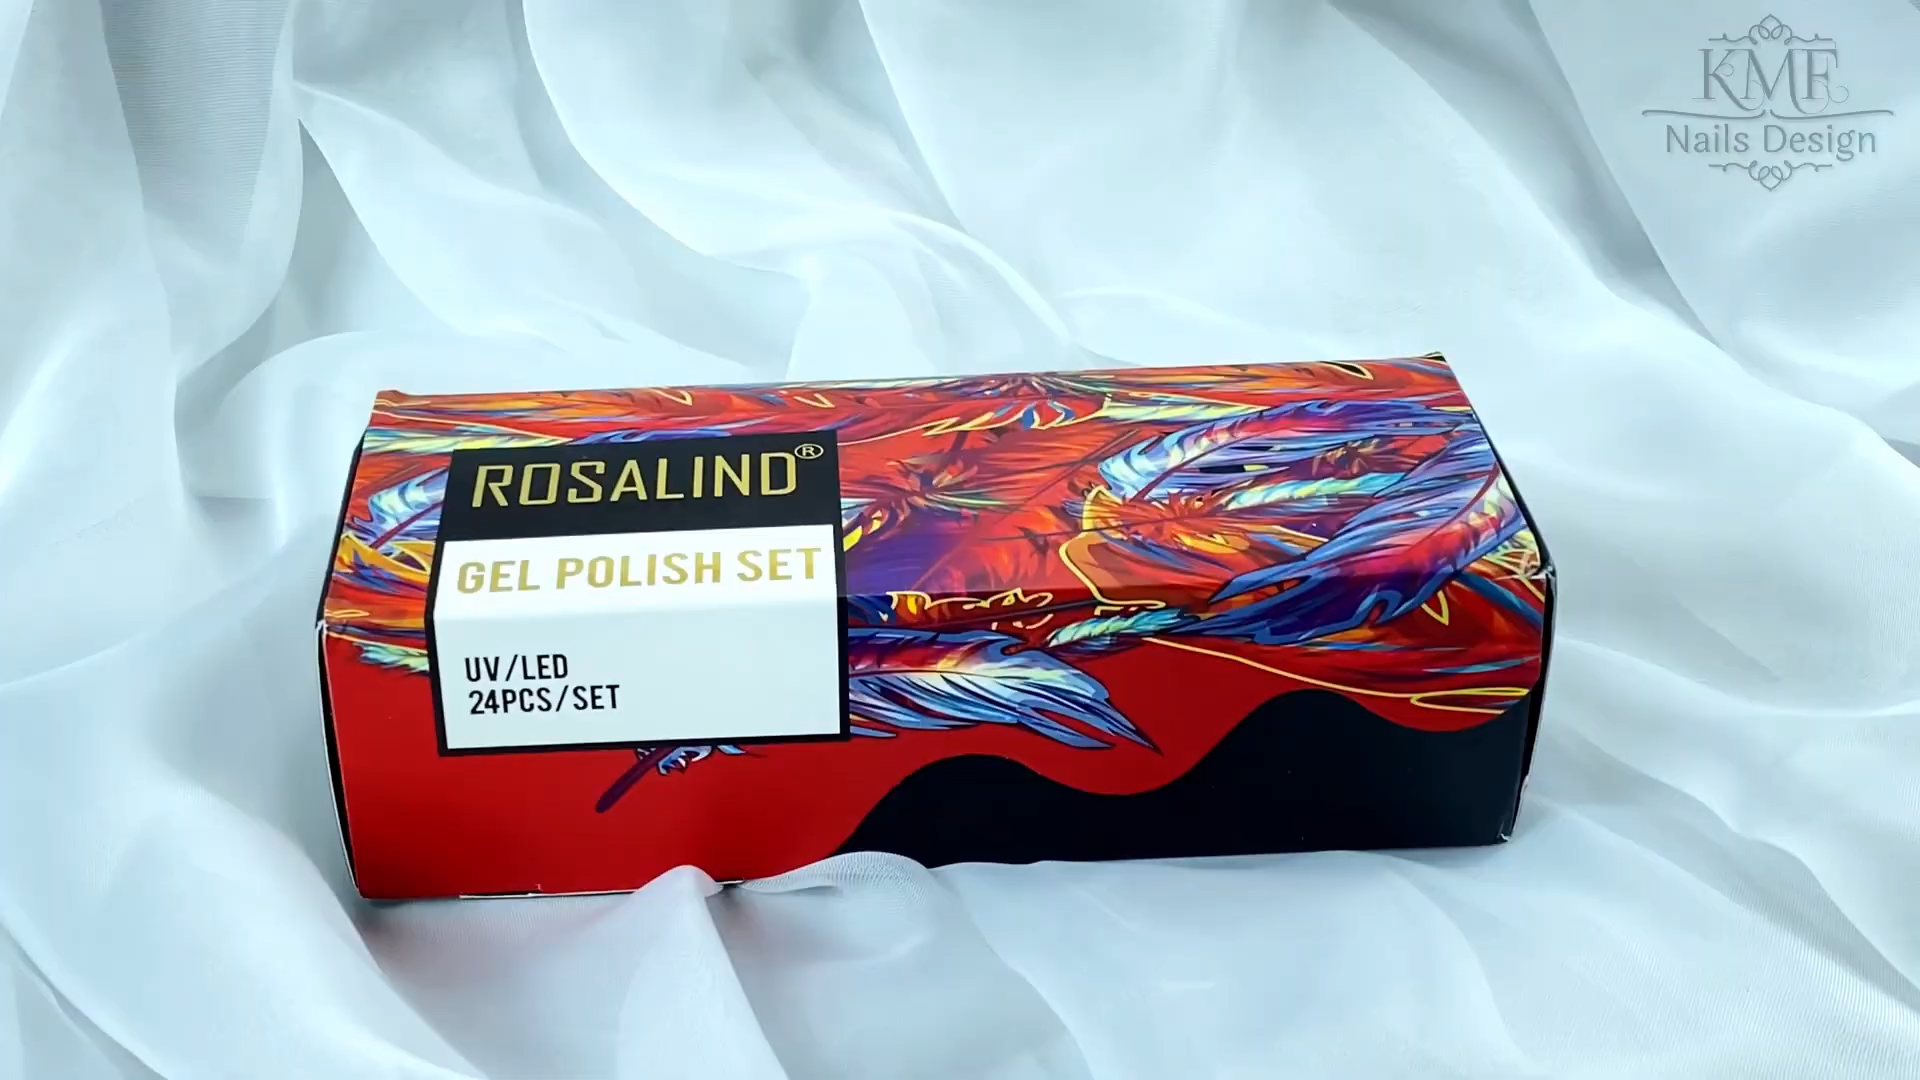 KMF
Nails Design
ROSALIND®
GEL POLISH SET
UV/LED
24PCS/SET